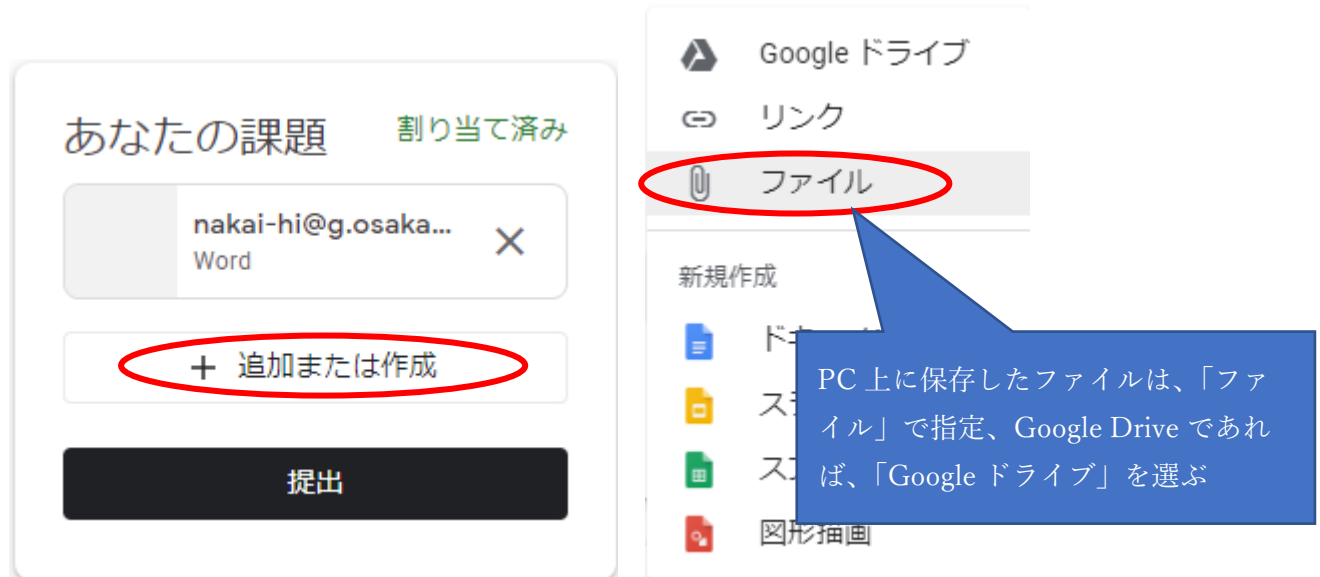 あなたの課題
割り当て済み
nakai-hi@g.osaka...
Word
+ 追加または作成
提出
Google ドライブ
リンク
ファイル
新規作成
PC 上に保存したファイルは、「ファ
イル」で指定、Google Drive であれ
ば、「Google ドライブ」を選ぶ
図形描画